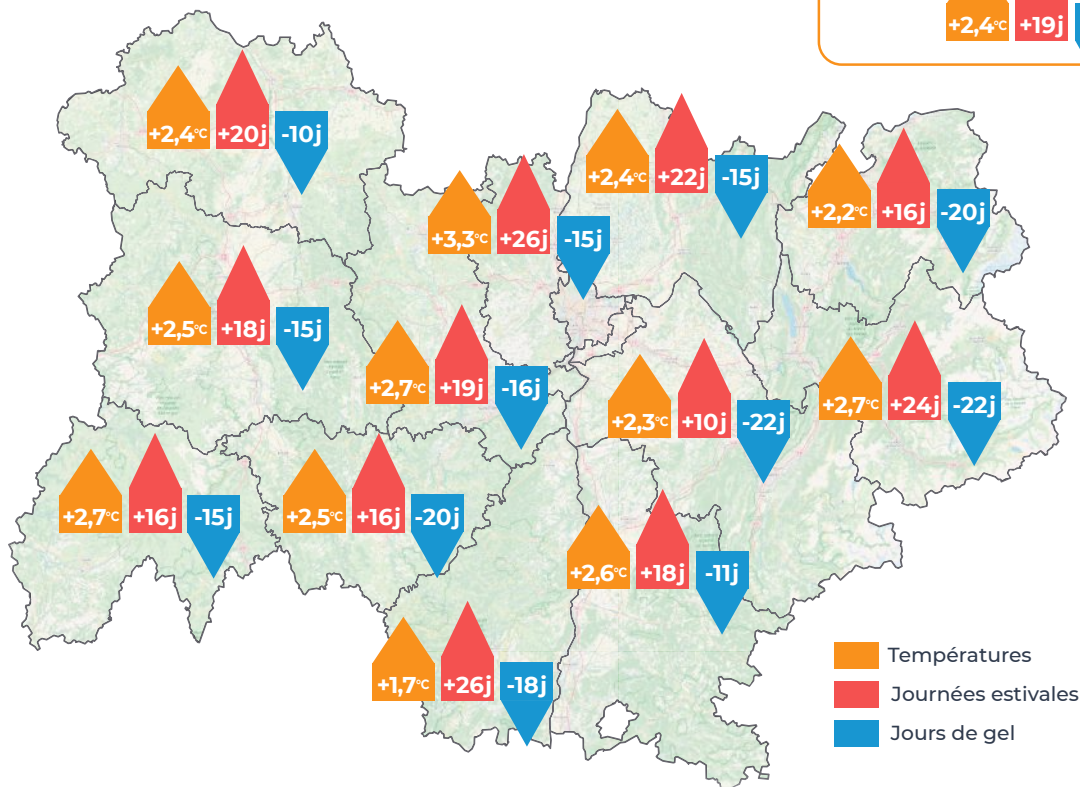 +2,4°C +19j
+2,4°C +20j -10j
+2,4°C +22j -15j
+2,2°C +16j -20j
+3,3°C +26j -15j
+2,5°C +18j -15j
+2,7°C +19j -16j
+2,3°C +10j -22j
+2,7°C +24j -22j
+2,7°C +16j -15j
+2,5°C +16j -20j
+2,6°C +18j -11j
+1,7°C +26j -18j
Températures
Journées estivales
Jours de gel